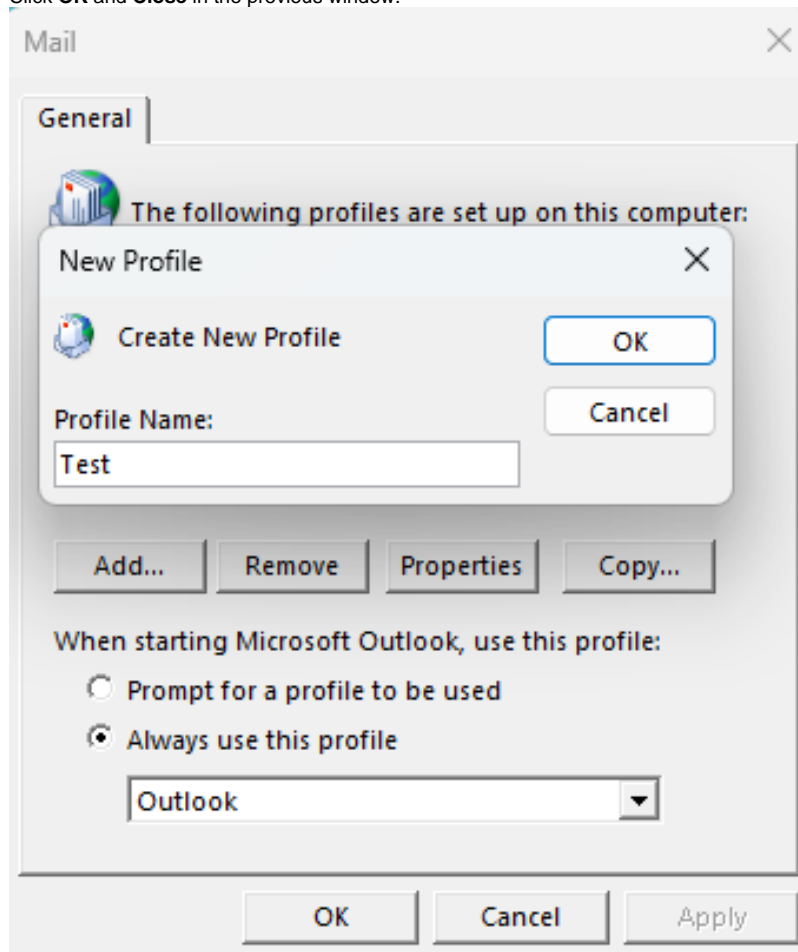 Click OK and Close in the previous window.
Mail
General
The following profiles are set up on this computer:
New Profile
Create New Profile
OK
Cancel
Profile Name:
Test
Add...
Remove
Properties
Copy...
When starting Microsoft Outlook, use this profile:
Prompt for a profile to be used
Always use this profile
Outlook
OK
Cancel
Apply